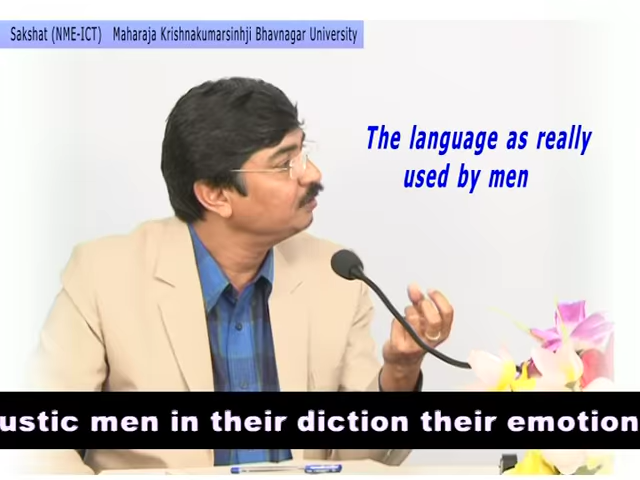 Sakshat (NME-ICT) Maharaja Krishnakumarsinhji Bhavnagar University
The language as really
used by men
ustic men in their diction their emotion